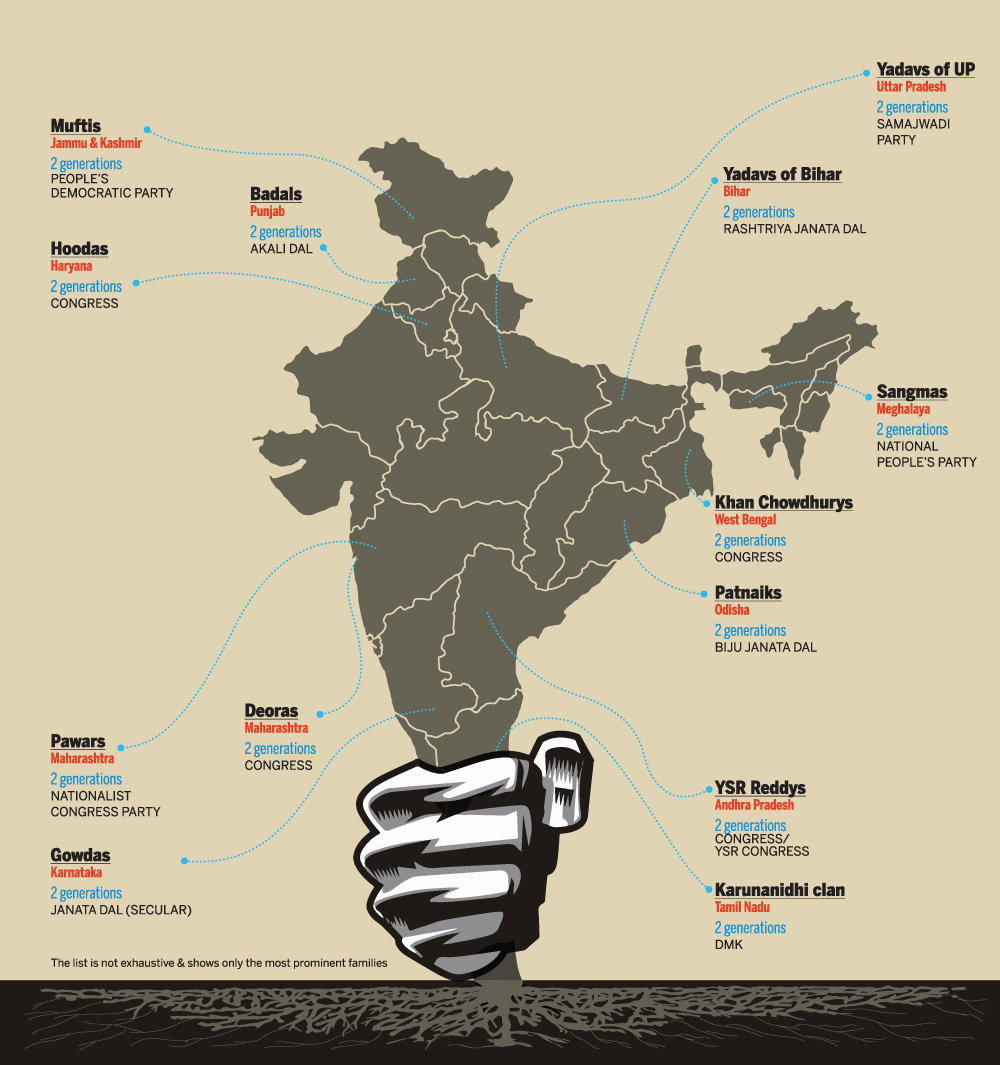 Yadavs of UP
Uttar Pradesh
2 generations
SAMAJWADI
PARTY
Muftis
Jammu & Kashmir
2 generations
PEOPLE'S
DEMOCRATIC PARTY
Yadavs of Bihar
Bihar
2 generations
RASHTRIYA JANATA DAL
Badals
Punjab
2 generations
AKALI DAL
Hoodas
Haryana
2 generations
CONGRESS
Sangmas
Meghalaya
2 generations
NATIONAL
PEOPLE'S PARTY
Khan Chowdhurys
West Bengal
2 generations
CONGRESS
Patnaiks
Odisha
2 generations
BIJU JANATA DAL
Deoras
Maharashtra
2 generations
CONGRESS
Pawars
Maharashtra
2 generations
NATIONALIST
CONGRESS PARTY
YSR Reddys
Andhra Pradesh
2 generations
CONGRESS/
YSR CONGRESS
Gowdas
Karnataka
2 generations
JANATA DAL (SECULAR)
Karunanidhi clan
Tamil Nadu
2 generations
DMK
The list is not exhaustive & shows only the most prominent families